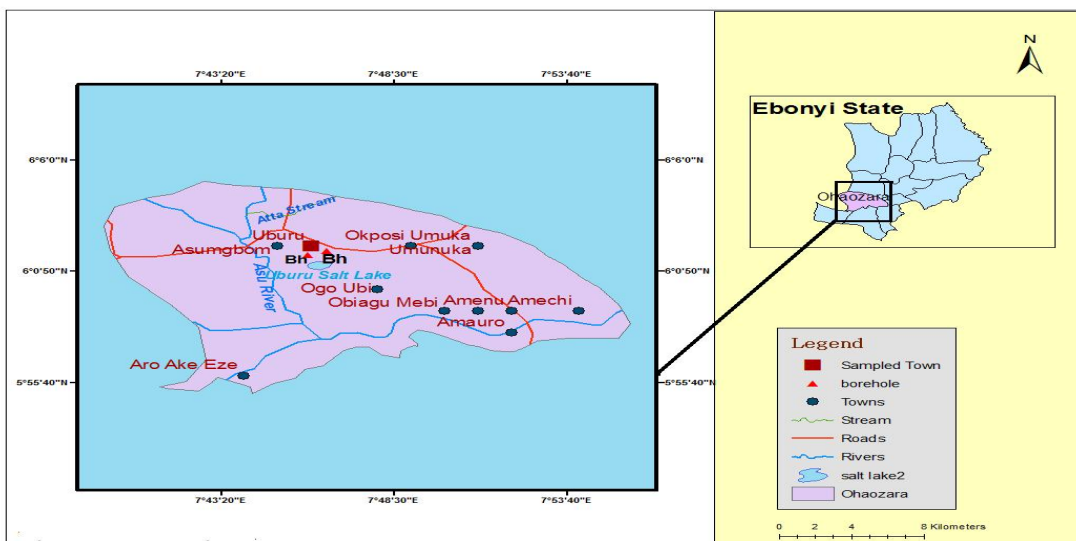 7°43'20"E
7°48'30"E
7°53'40"E
N
Ebonyi State
6°6'0"N
6°6'0"N
Ohaozara
Atta Stream
Uburu
Okposi Umuka
Asumgbom
Umunuka
Bh
Bh
6°0'50"N
6°0'50"N
Uburu Salt Lake
Asu River
Ogo Ubi
Obiagu Mebi
Amenu
Amechi
Amauro
Aro Ake Eze
5°55'40"N
5°55'40"N
7°43'20"E
7°48'30"E
7°53'40"E
Legend
Sampled Town
borehole
Towns
Stream
Roads
Rivers
salt lake2
Ohaozara
0 2 4 8 Kilometers